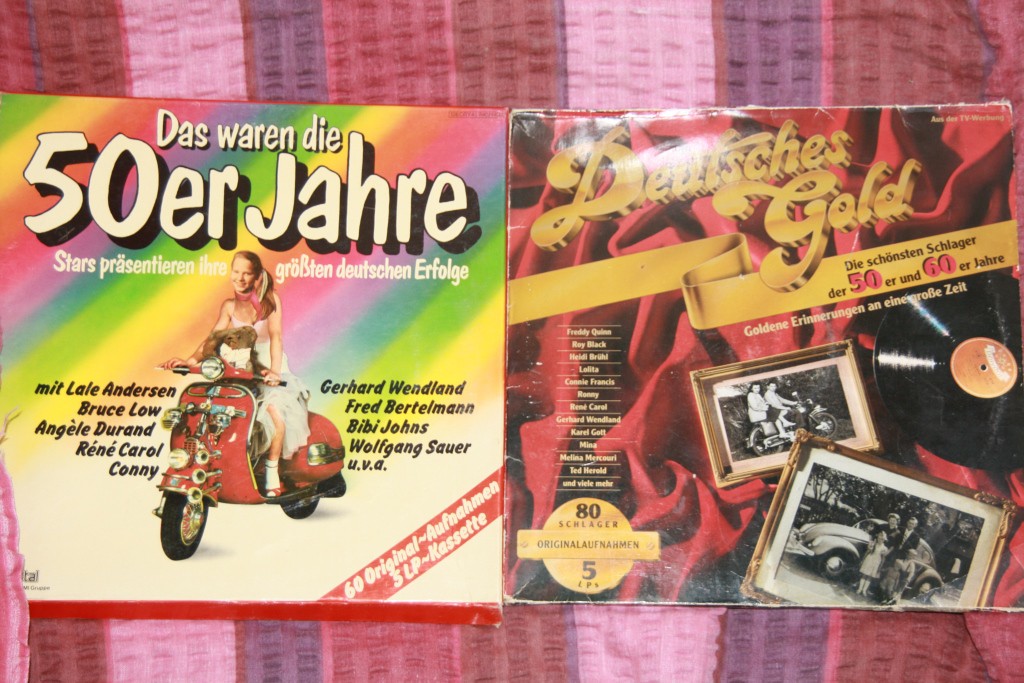 Das waren die
50er Jahre
Stars präsentieren ihre größten deutschen Erfolge
mit Lale Andersen
Bruce Low
Angèle Durand
Réné Carol
Conny
Gerhard Wendland
Fred Bertelmann
Bibi Johns
Wolfgang Sauer
u.v.a.
60 Original~Aufnahmen
5 LP~Kassette
Aus der TV-Werbung
Deutsches
Gold
Die schönsten Schlager
der 50er und 60er Jahre
Goldene Erinnerungen an eine große Zeit
Freddy Quinn
Roy Black
Heidi Brühl
Lolita
Connie Francis
Ronny
René Carol
Gerhard Wendland
Karel Gott
Mina
Melina Mercouri
Ted Herold
und viele mehr
80
SCHLAGER
ORIGINALAUFNAHMEN
5
LPs